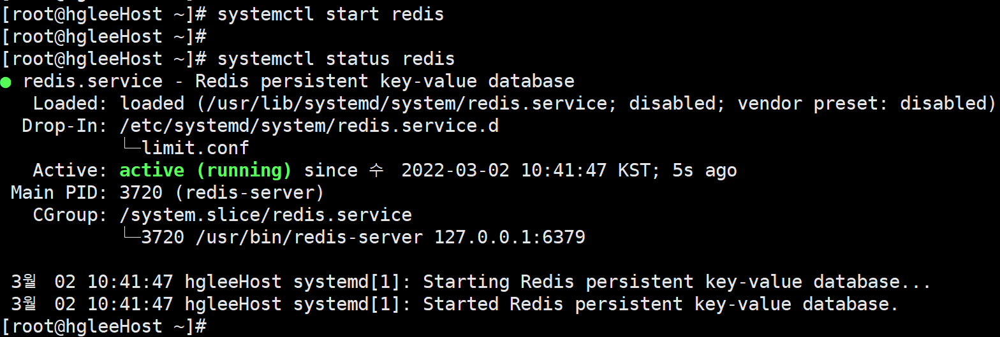 [root@hgleeHost ~]# systemctl start redis
[root@hgleeHost ~]#
[root@hgleeHost ~]# systemctl status redis
● redis.service - Redis persistent key-value database
   Loaded: loaded (/usr/lib/systemd/system/redis.service; disabled; vendor preset: disabled)
  Drop-In: /etc/systemd/system/redis.service.d
           └─limit.conf
   Active: active (running) since 수 2022-03-02 10:41:47 KST; 5s ago
 Main PID: 3720 (redis-server)
   CGroup: /system.slice/redis.service
           └─3720 /usr/bin/redis-server 127.0.0.1:6379

 3월 02 10:41:47 hgleeHost systemd[1]: Starting Redis persistent key-value database...
 3월 02 10:41:47 hgleeHost systemd[1]: Started Redis persistent key-value database.
[root@hgleeHost ~]#